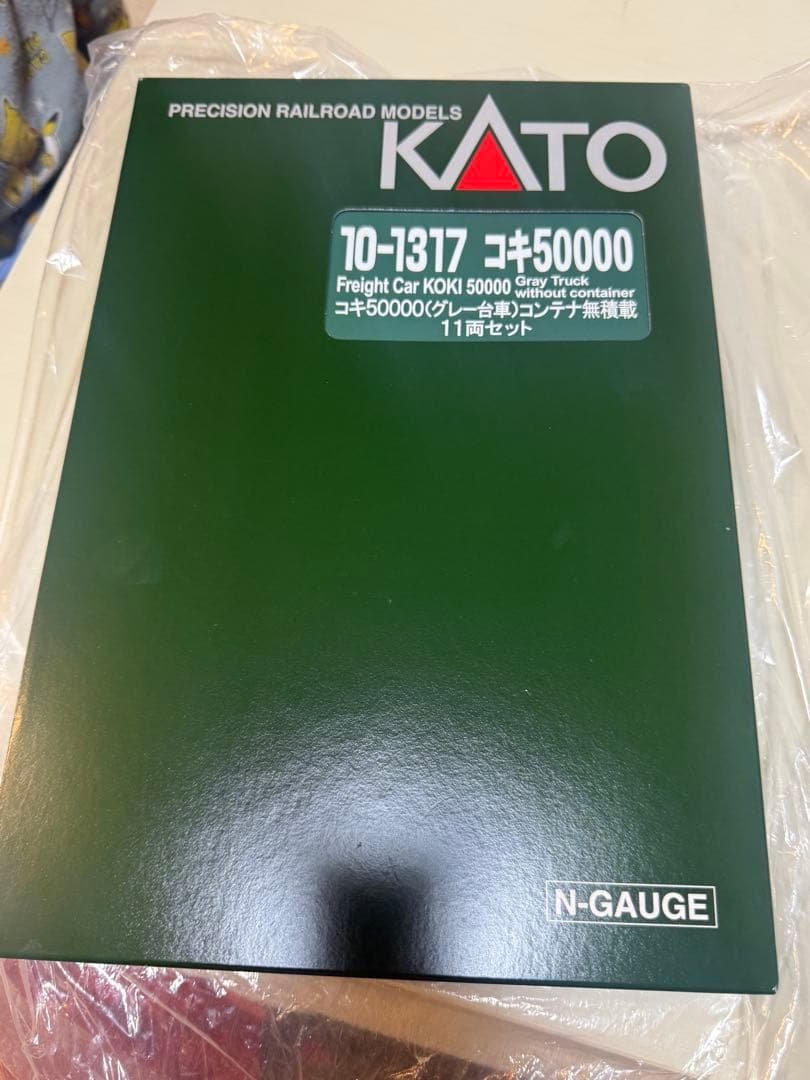 PRECISION RAILROAD MODELS
KATO
10-1317 コキ50000
Freight Car KOKI 50000 Gray Truck without container
コキ50000(グレー台車)コンテナ無積載
11両セット
N-GAUGE